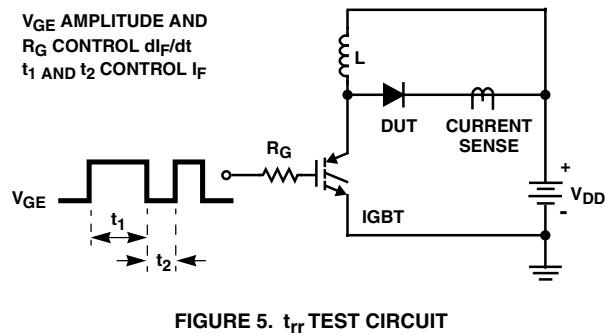 VGE AMPLITUDE AND
RG CONTROL dIF/dt
t1 AND t2 CONTROL IF
L
DUT
CURRENT
SENSE
RG
VGE
t1
t2
IGBT
+
VDD
-
FIGURE 5. trr TEST CIRCUIT